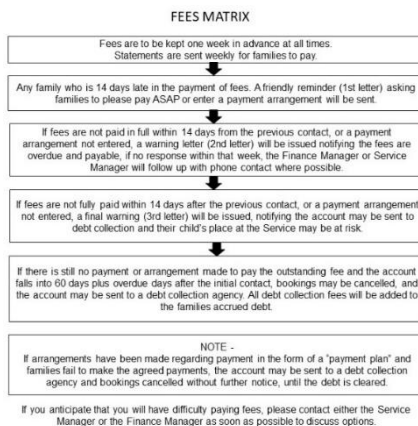 FEES MATRIX
Fees are to be kept one week in advance at all times.
Statements are sent weekly for families to pay.
Any family who is 14 days late in the payment of fees. A friendly reminder (1st letter) asking
families to please pay ASAP or enter a payment arrangement will be sent.
If fees are not paid in full within 14 days from the previous contact, or a payment
arrangement not entered, a warning letter (2nd letter) will be issued notifying the fees are
overdue and payable, if no response within that week, the Finance Manager or Service
Manager will follow up with phone contact where possible.
If fees are not fully paid within 14 days after the previous contact, or a payment arrangement
not entered, a final warning (3rd letter) will be issued, notifying the account may be sent to
debt collection and their child's place at the Service may be at risk.
If there is still no payment or arrangement made to pay the outstanding fee and the account
falls into 60 days plus overdue days after the initial contact, bookings may be cancelled, and
the account may be sent to a debt collection agency. All debt collection fees will be added to
the families accrued debt.
NOTE -
If arrangements have been made regarding payment in the form of a "payment plan" and
families fail to make the agreed payments, the account may be sent to a debt collection
agency and bookings cancelled without further notice, until the debt is cleared.
If you anticipate that you will have difficulty paying fees, please contact either the Service
Manager or the Finance Manager as soon as possible to discuss options.